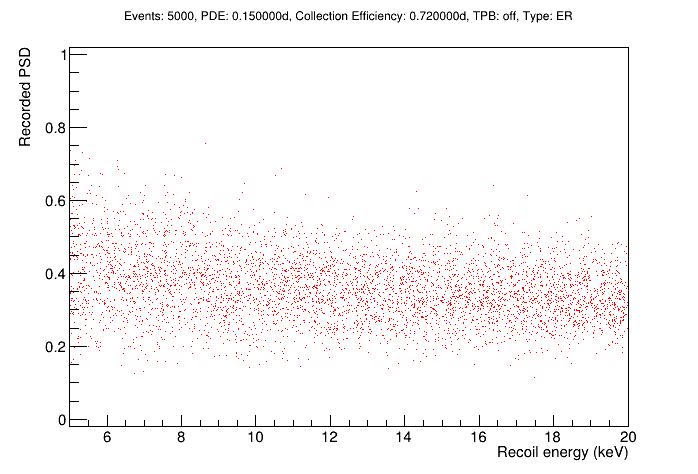 Events: 5000, PDE: 0.150000d, Collection Efficiency: 0.720000d, TPB: off, Type: ER
Recorded PSD
1
0.8
0.6
0.4
0.2
0
6 8 10 12 14 16 18 20
Recoil energy (keV)